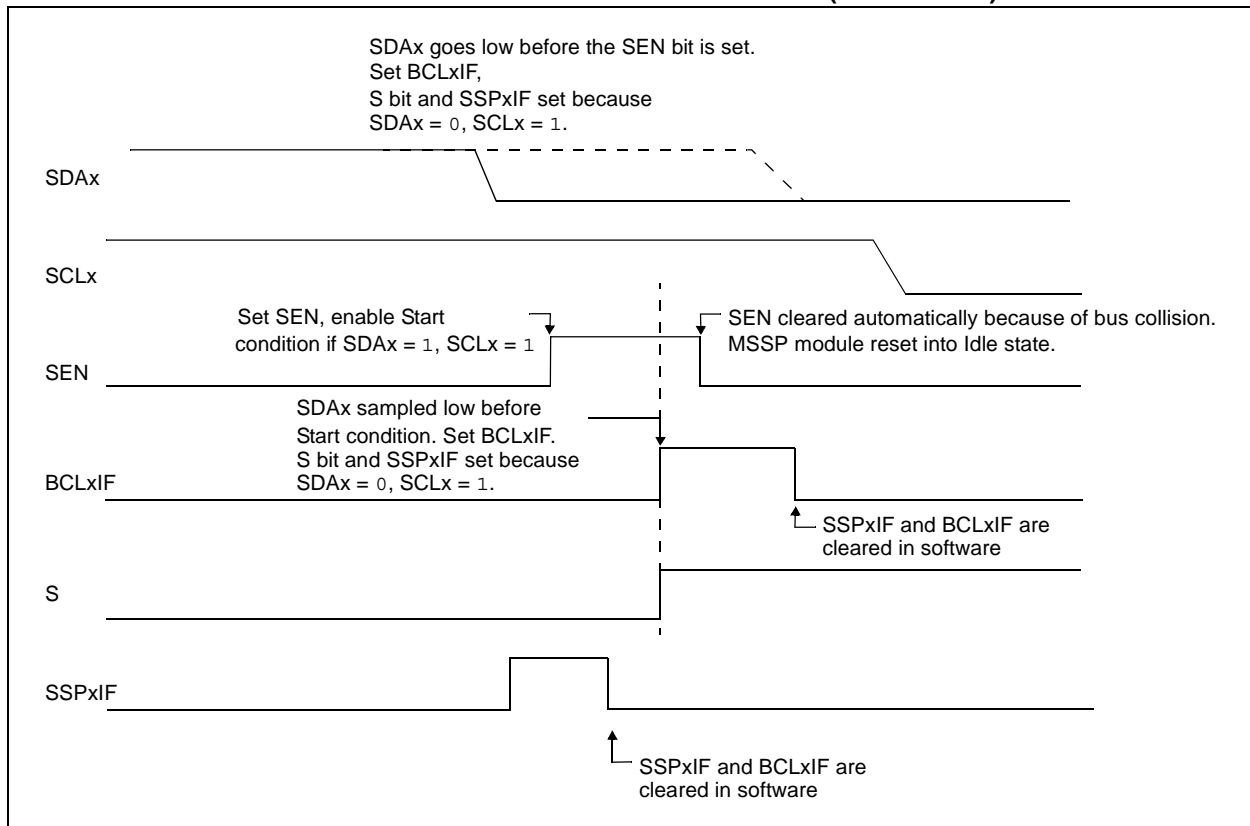 SDAx goes low before the SEN bit is set.
Set BCLxIF,
S bit and SSPxIF set because
SDAx = 0, SCLx = 1.
SDAx
SCLx
Set SEN, enable Start
condition if SDAx = 1, SCLx = 1
SEN cleared automatically because of bus collision.
MSSP module reset into Idle state.
SEN
SDAx sampled low before
Start condition. Set BCLxIF.
S bit and SSPxIF set because
SDAx = 0, SCLx = 1.
BCLxIF
SSPxIF and BCLxIF are
cleared in software
S
SSPxIF
SSPxIF and BCLxIF are
cleared in software